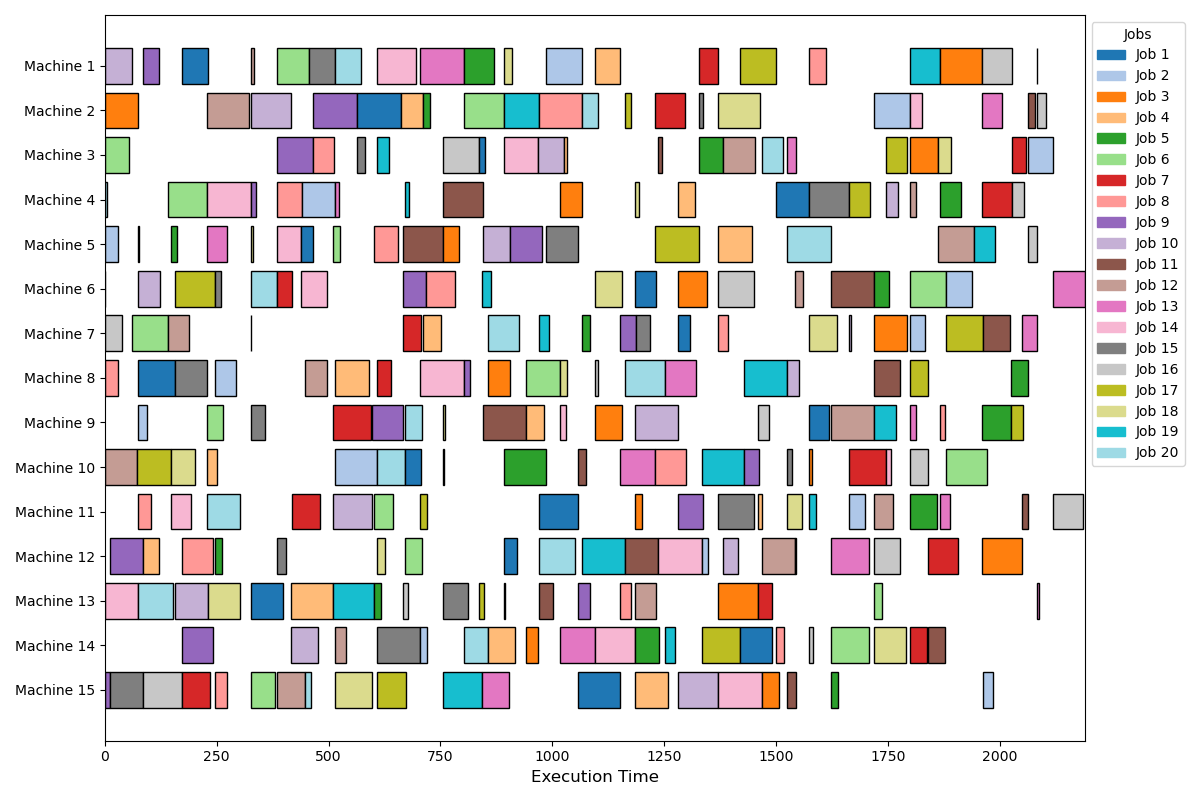 Machine 1
Machine 2
Machine 3
Machine 4
Machine 5
Machine 6
Machine 7
Machine 8
Machine 9
Machine 10
Machine 11
Machine 12
Machine 13
Machine 14
Machine 15
0 250 500 750 1000 1250 1500 1750 2000
Execution Time
Jobs
Job 1
Job 2
Job 3
Job 4
Job 5
Job 6
Job 7
Job 8
Job 9
Job 10
Job 11
Job 12
Job 13
Job 14
Job 15
Job 16
Job 17
Job 18
Job 19
Job 20